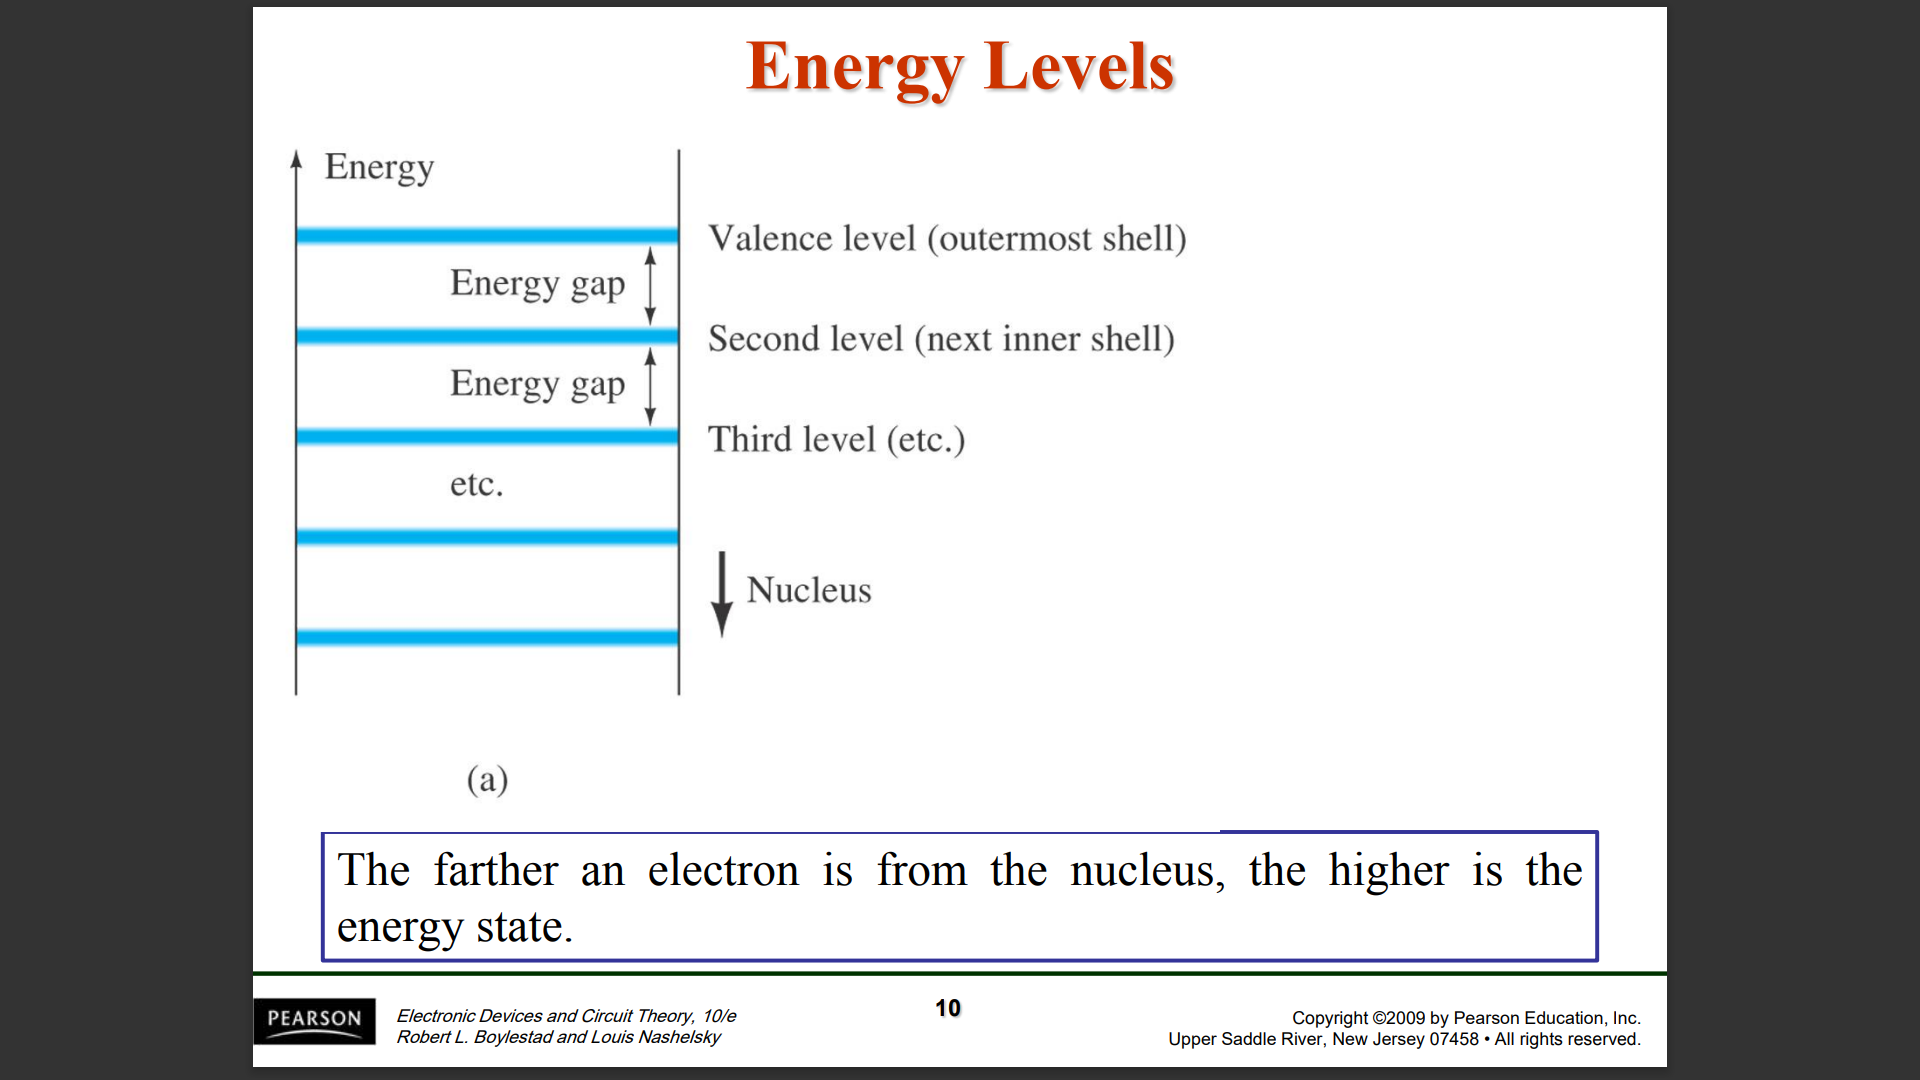 Energy Levels
Energy
Valence level (outermost shell)
Energy gap
Second level (next inner shell)
Energy gap
Third level (etc.)
etc.
Nucleus
(a)
The farther an electron is from the nucleus, the higher is the
energy state.
PEARSON
Electronic Devices and Circuit Theory, 10/e
Robert L. Boylestad and Louis Nashelsky
10
Copyright ©2009 by Pearson Education, Inc.
Upper Saddle River, New Jersey 07458 • All rights reserved.